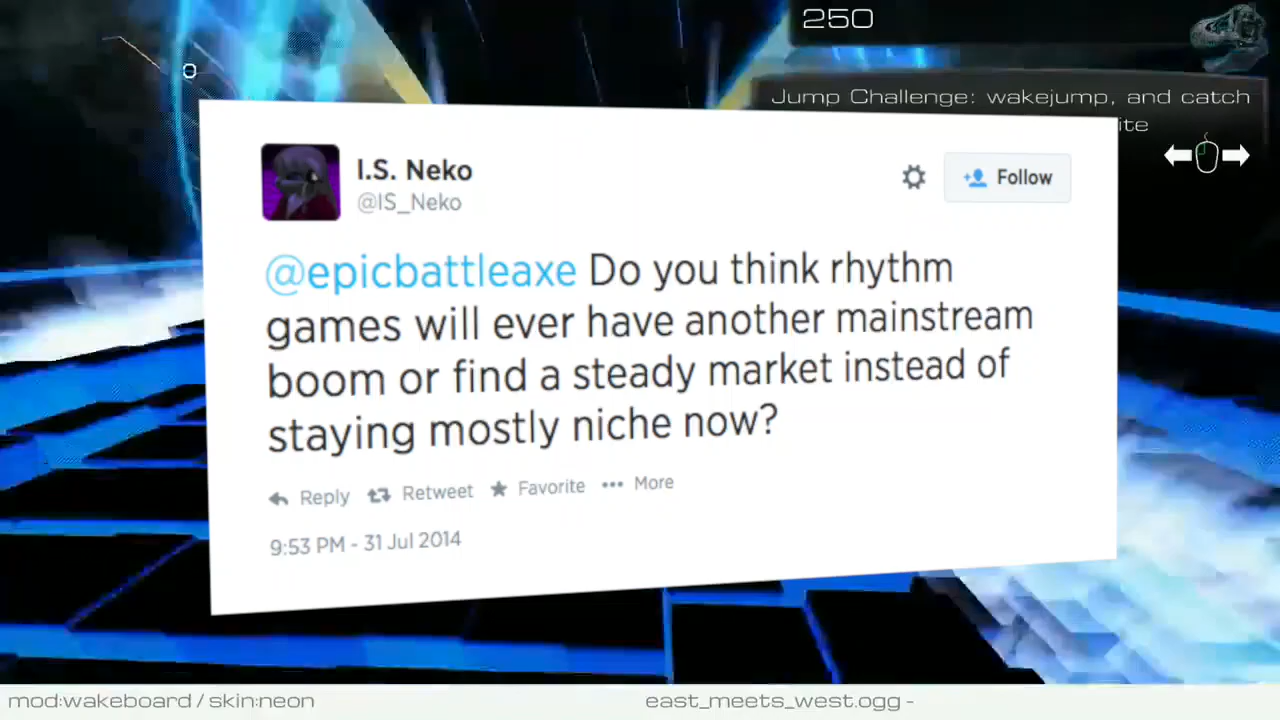 250
0
Jump Challenge: wakejump, and catch
ite
I.S. Neko
@IS_Neko
Follow
@epicbattleaxe Do you think rhythm
games will ever have another mainstream
boom or find a steady market instead of
staying mostly niche now?
Reply Retweet Favorite More
9:53 PM - 31 Jul 2014
mod:wakeboard / skin:neon
east_meets_west.ogg -